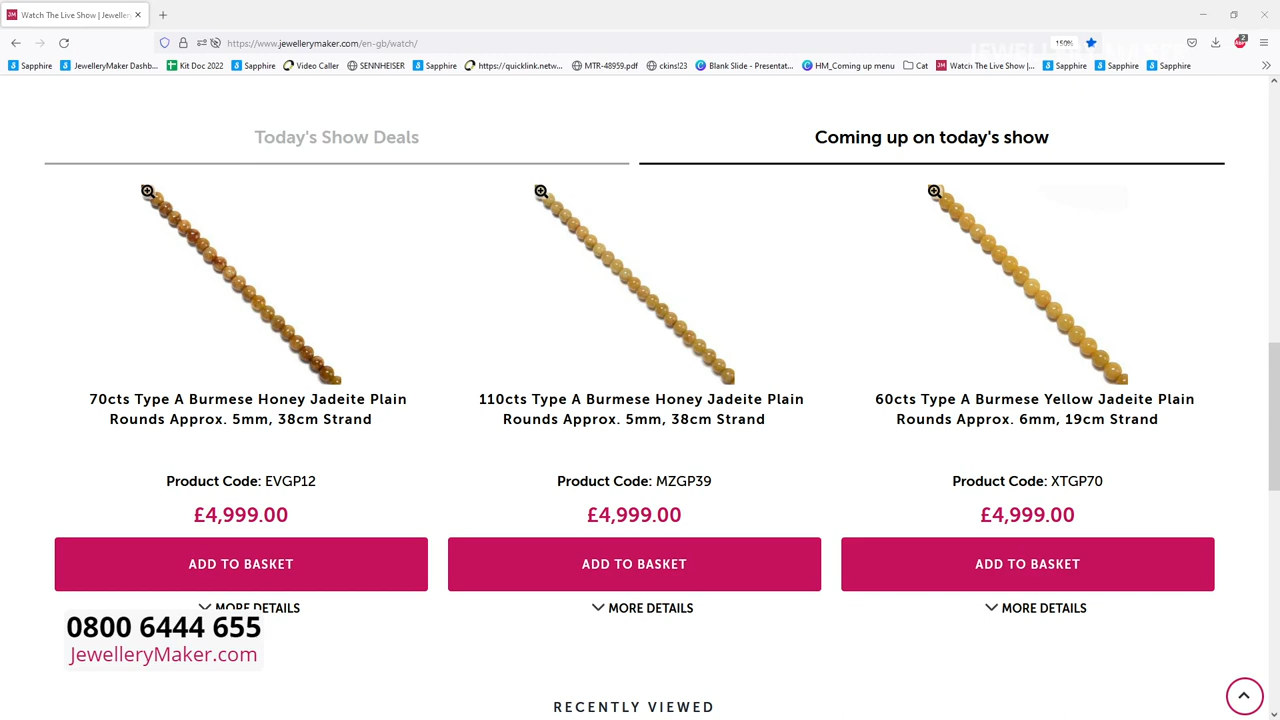 Watch The Live Show | Jeweller
https://www.jewellerymaker.com/en-gb/watch/
150%
2
JEWELLERYMAKER
Sapphire
JewelleryMaker Dashb...
Kit Doc 2022
Sapphire
Video Caller
SENNHEISER
Sapphire
https://quicklink.netw...
MTR-48959.pdf
ckins!23
Blank Slide - Presentat...
HM_Coming up menu
Cat
Watch The Live Show |...
Sapphire
Sapphire
Sapphire
Today's Show Deals
Coming up on today's show
70cts Type A Burmese Honey Jadeite Plain
Rounds Approx. 5mm, 38cm Strand
Product Code: EVGP12
£4,999.00
ADD TO BASKET
MORE DETAILS
110cts Type A Burmese Honey Jadeite Plain
Rounds Approx. 5mm, 38cm Strand
Product Code: MZGP39
£4,999.00
ADD TO BASKET
MORE DETAILS
60cts Type A Burmese Yellow Jadeite Plain
Rounds Approx. 6mm, 19cm Strand
Product Code: XTGP70
£4,999.00
ADD TO BASKET
MORE DETAILS
0800 6444 655
JewelleryMaker.com
RECENTLY VIEWED